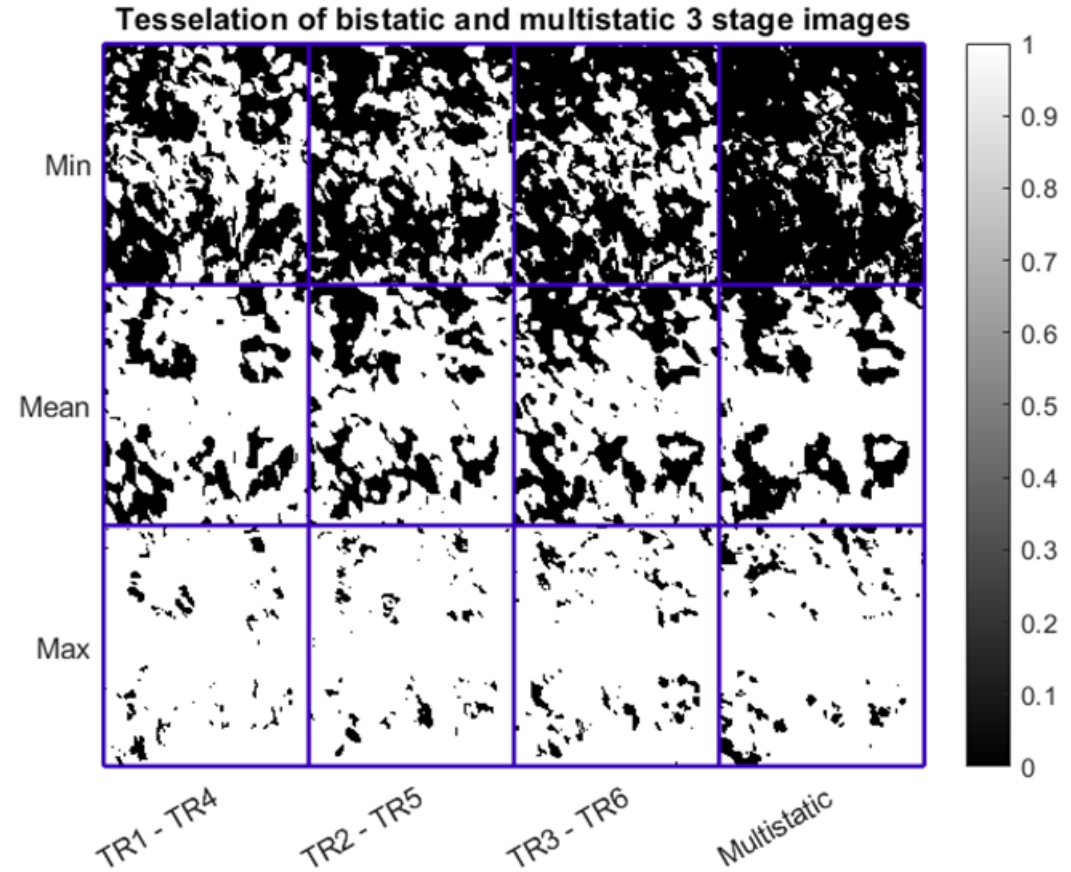 Tesselation of bistatic and multistatic 3 stage images
Min
Mean
Max
TR1 - TR4
TR2 - TR5
TR3 - TR6
Multistatic
1
0.9
0.8
0.7
0.6
0.5
0.4
0.3
0.2
0.1
0